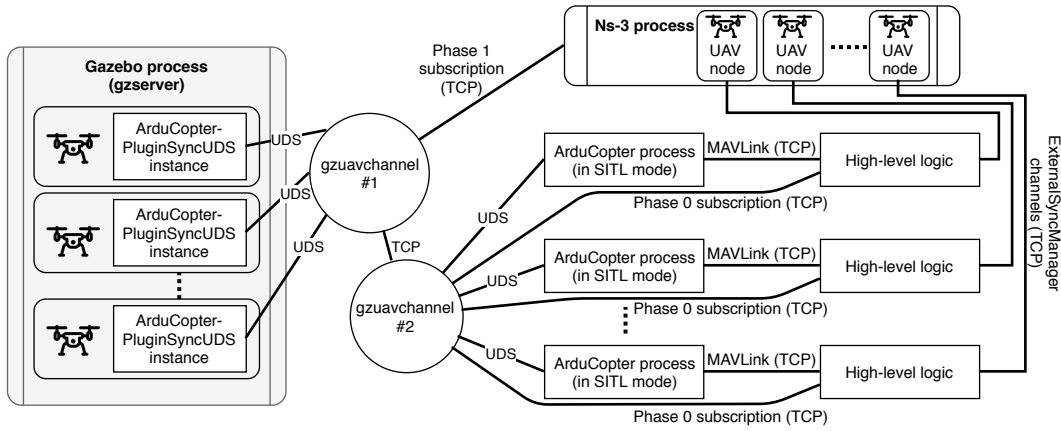 Gazebo process
(gzserver)
ArduCopter-
PluginSyncUDS
instance
ArduCopter-
PluginSyncUDS
instance
ArduCopter-
PluginSyncUDS
instance
UDS
UDS
UDS
gzuavchannel
#1
Phase 1
subscription
(TCP)
TCP
gzuavchannel
#2
Ns-3 process
UAV
node
UAV
node
UAV
node
UDS
ArduCopter process
(in SITL mode)
MAVLink (TCP)
High-level logic
Phase 0 subscription (TCP)
UDS
ArduCopter process
(in SITL mode)
MAVLink (TCP)
High-level logic
Phase 0 subscription (TCP)
UDS
ArduCopter process
(in SITL mode)
MAVLink (TCP)
High-level logic
Phase 0 subscription (TCP)
ExternalSyncManager
channels (TCP)